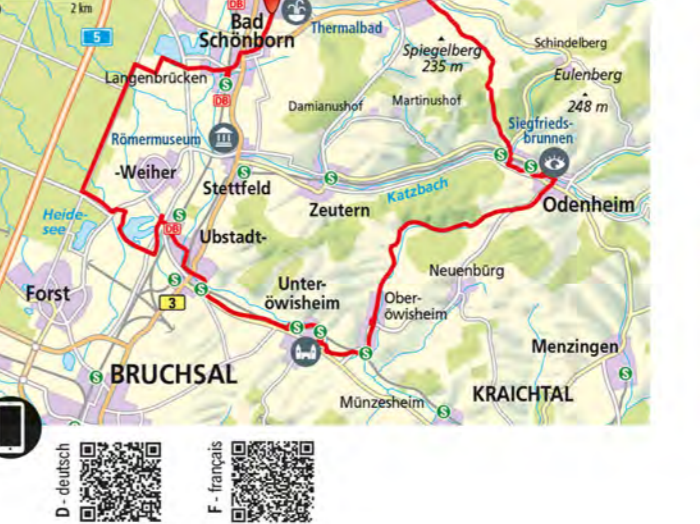 2 km
DB
5
Bad
Schönborn
Thermalbad
Spiegelberg
235 m
Schindelberg
Eulenberg
248 m
Langenbrücken
S
DB
Damianushof
Martinushof
Siegfrieds-
brunnen
Römermuseum
S
S
-Weiher
Stettfeld
S
S
Katzbach
Zeutern
Odenheim
Heide-
see
S
DB
Ubstadt-
Neuenbürg
Forst
S
S
3
Unter-
öwisheim
Ober-
öwisheim
S
S
S
Menzingen
BRUCHSAL
S
S
KRAICHTAL
Münzesheim
S
D - deutsch
F - français